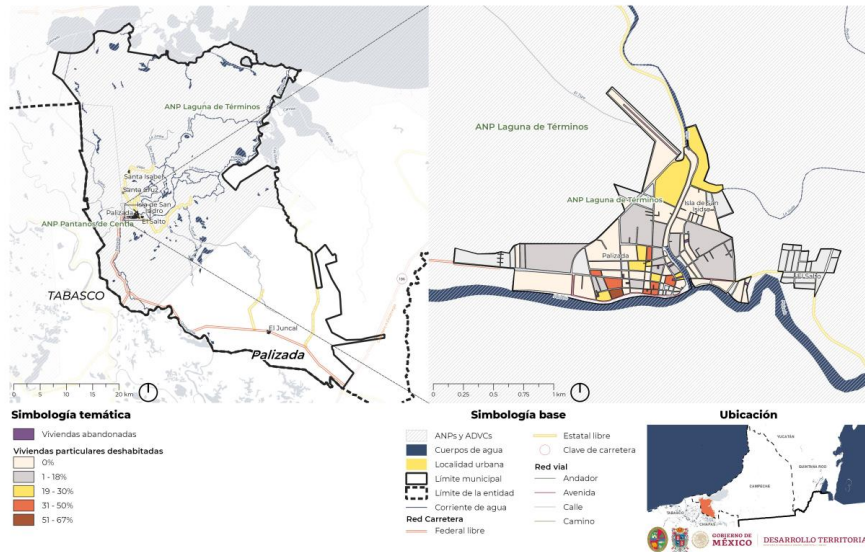 ANP Laguna de Términos
Santa Isabel
Santa Cruz
Isla de San
Isidro
Palizada
El Salto
ANP Pantanos de Centla
TABASCO
El Juncal
Palizada
0 5 10 20 km
ANP Laguna de Términos
ANP Laguna de Términos
Isla de San
Isidro
Palizada
El Salto
0 0.25 0.5 1 km
Simbología temática
Viviendas abandonadas
Viviendas particulares deshabitadas
0%
1 - 18%
19 - 30%
31 - 50%
51 - 67%
Simbología base
ANPs y ADVCs
Cuerpos de agua
Localidad urbana
Límite municipal
Límite de la entidad
Corriente de agua
Red Carretera
Federal libre
Estatal libre
Clave de carretera
Red vial
Andador
Avenida
Calle
Camino
Ubicación
YUCATÁN
QUINTANA ROO
CAMPECHE
TABASCO
CHIAPAS
GOBIERNO DE
MÉXICO
DESARROLLO TERRITORIAL